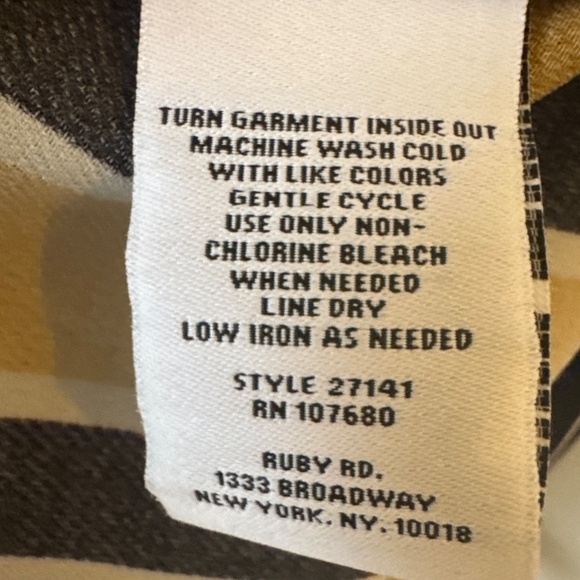 TURN GARMENT INSIDE OUT
MACHINE WASH COLD
WITH LIKE COLORS
GENTLE CYCLE
USE ONLY NON-
CHLORINE BLEACH
WHEN NEEDED
LINE DRY
LOW IRON AS NEEDED
STYLE 27141
RN 107680
RUBY RD.
1333 BROADWAY
NEW YORK. NY. 10018